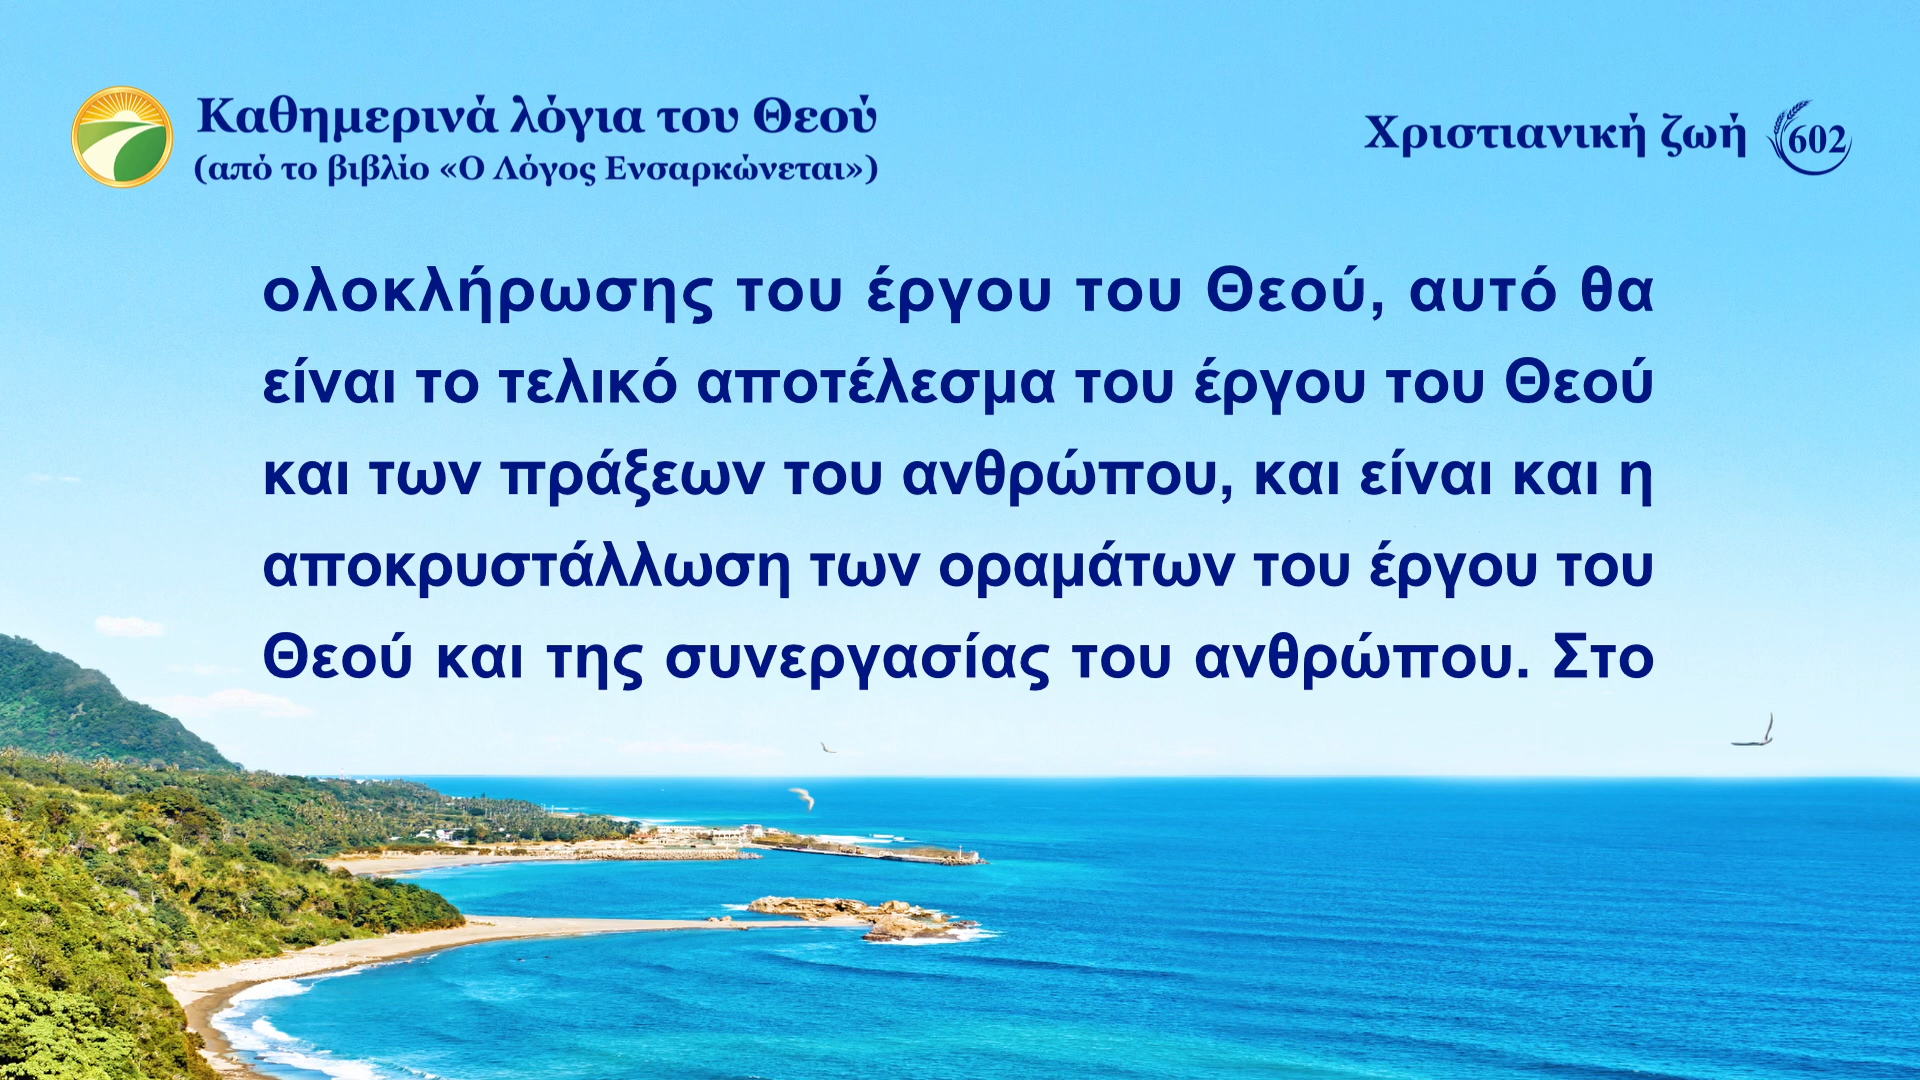 Καθημερινά λόγια του Θεού
(από το βιβλίο «Ο Λόγος Ενσαρκώνεται»)
Χριστιανική ζωή 602
ολοκλήρωσης του έργου του Θεού, αυτό θα
είναι το τελικό αποτέλεσμα του έργου του Θεού
και των πράξεων του ανθρώπου, και είναι και η
αποκρυστάλλωση των οραμάτων του έργου του
Θεού και της συνεργασίας του ανθρώπου. Στο